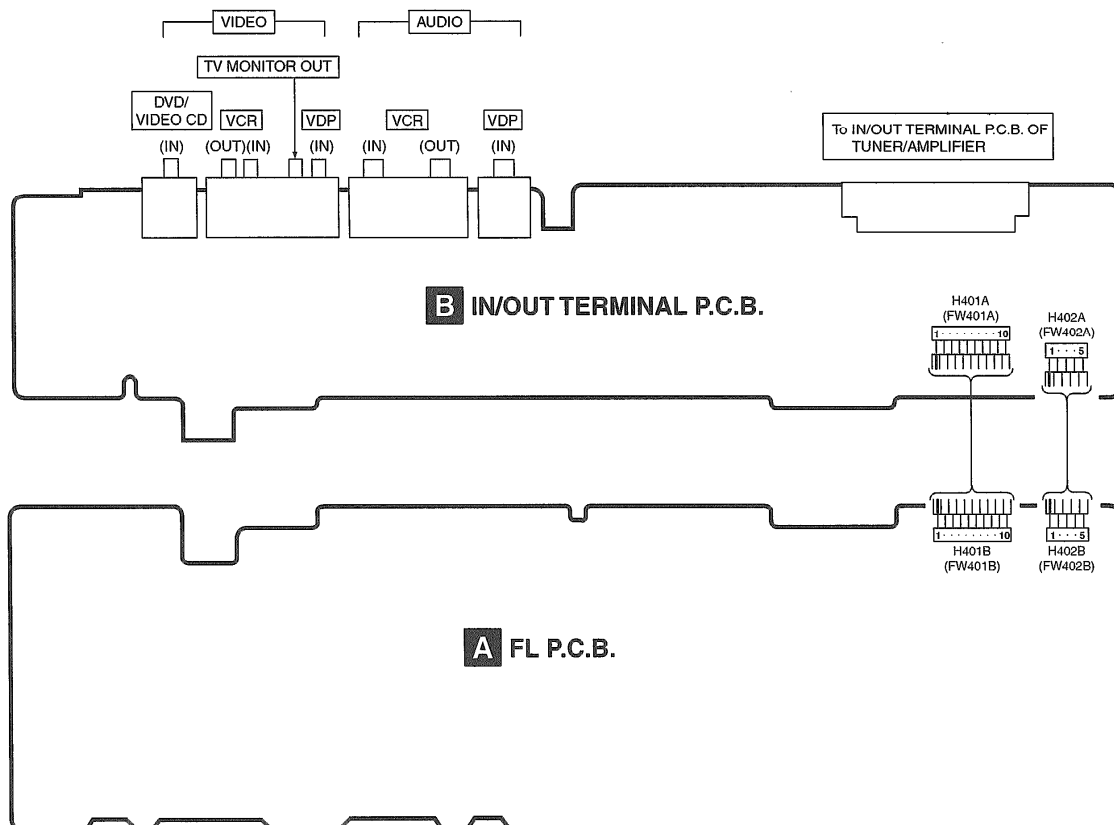 VIDEO
AUDIO
TV MONITOR OUT
DVD/
VIDEO CD
VCR
VDP
VCR
VDP
(IN)
(OUT)(IN)
(IN)
(IN)
(OUT)
(IN)
To IN/OUT TERMINAL P.C.B. OF
TUNER/AMPLIFIER
B IN/OUT TERMINAL P.C.B.
H401A
(FW401A)
1 · · · · · · · · 10
H402A
(FW402A)
1 · · · 5
1 · · · · · · · · 10
H401B
(FW401B)
1 · · · 5
H402B
(FW402B)
A FL P.C.B.